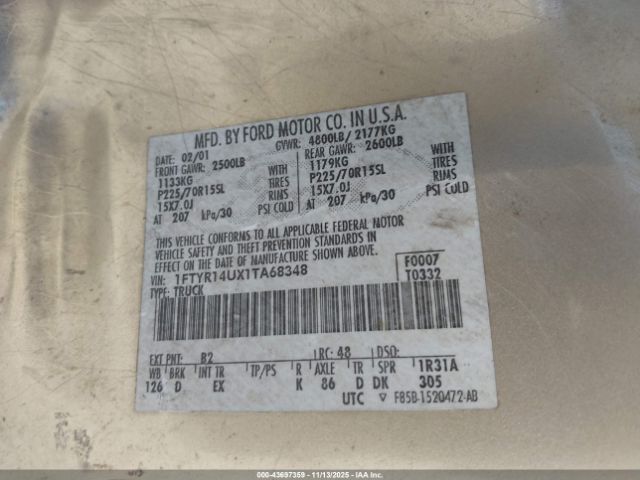 MFD. BY FORD MOTOR CO. IN U.S.A.
DATE: 02/01 GVWR: 4800LB/ 2177KG
FRONT GAWR: 2500LB REAR GAWR: 2600LB
1133KG WITH 1179KG WITH
P225/70R15SL TIRES P225/70R15SL TIRES
15X7.0J RIMS 15X7.0J RIMS
AT 207 kPa/30 PSI COLD AT 207 kPa/30 PSI COLD
THIS VEHICLE CONFORMS TO ALL APPLICABLE FEDERAL MOTOR
VEHICLE SAFETY AND THEFT PREVENTION STANDARDS IN
EFFECT ON THE DATE OF MANUFACTURE SHOWN ABOVE.
VIN: 1FTYR14UX1TA68348 F0007
TYPE: TRUCK T0332
EXT PNT: B2 RC: 48 DSO:
WB BRK INT TR TP/PS R AXLE TR SPR 1R31A
126 D EX K 86 D DK 305
UTC ▽ F85B-1520472-AB
000-43697359 - 11/13/2025 - IAAI.COM